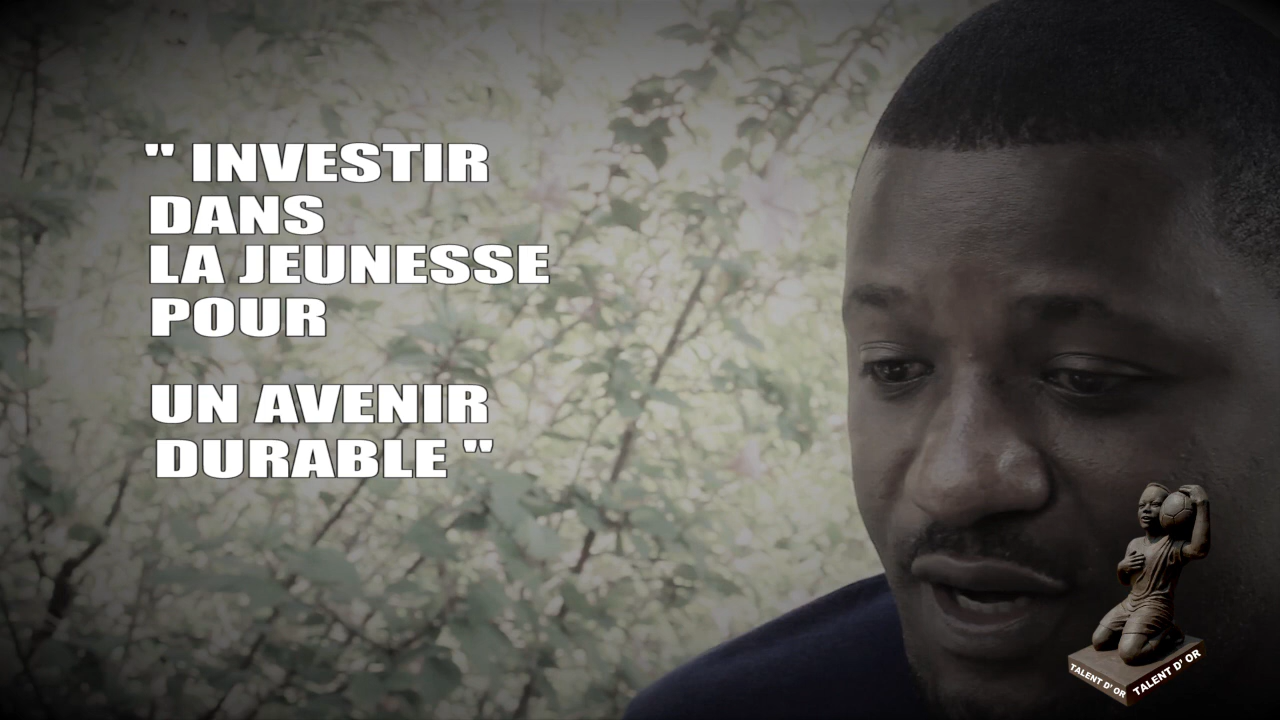 " INVESTIR
DANS
LA JEUNESSE
POUR
UN AVENIR
DURABLE "
TALENT D' OR
TALENT D' OR